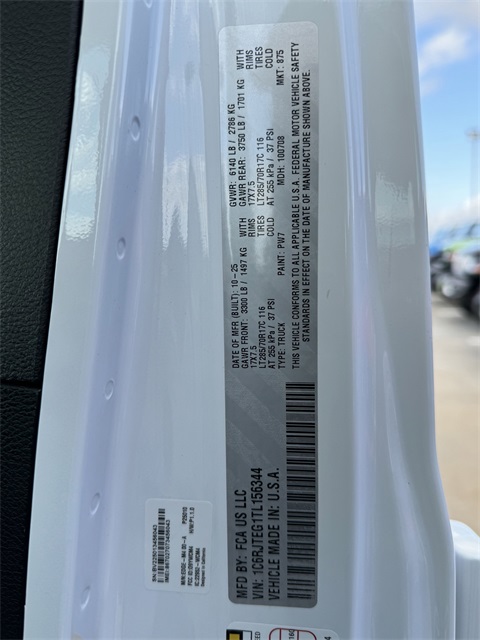 MFD BY: FCA US LLC
DATE OF MFR (BUILT): 10-25
GVWR: 6140 LB / 2786 KG
GAWR FRONT: 3300 LB / 1497 KG WITH
17X7.5 RIMS
LT285/70R17C 116 TIRES
AT 255 kPa / 37 PSI COLD
GAWR REAR: 3750 LB / 1701 KG WITH
17X7.5 RIMS
LT285/70R17C 116 TIRES
AT 255 kPa / 37 PSI COLD
TYPE: TRUCK PAINT: PW7 MDH: 100708 MKT: 875
VIN: 1C6RJTEG1TL156344
VEHICLE MADE IN: U.S.A.
THIS VEHICLE CONFORMS TO ALL APPLICABLE U.S.A. FEDERAL MOTOR VEHICLE SAFETY
STANDARDS IN EFFECT ON THE DATE OF MANUFACTURE SHOWN ABOVE.